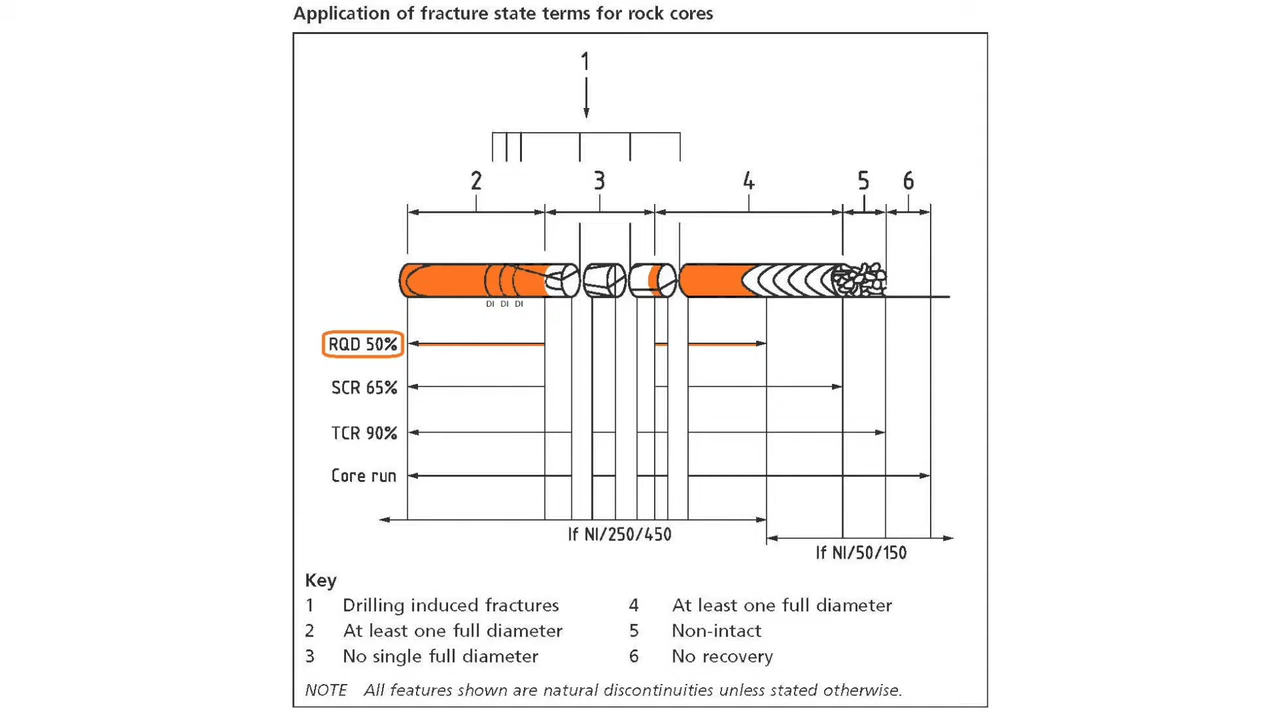 Application of fracture state terms for rock cores
1
2 3 4 5 6
DI DI DI
RQD 50%
SCR 65%
TCR 90%
Core run
If NI/250/450
If NI/50/150
Key
1 Drilling induced fractures 4 At least one full diameter
2 At least one full diameter 5 Non-intact
3 No single full diameter 6 No recovery
NOTE All features shown are natural discontinuities unless stated otherwise.